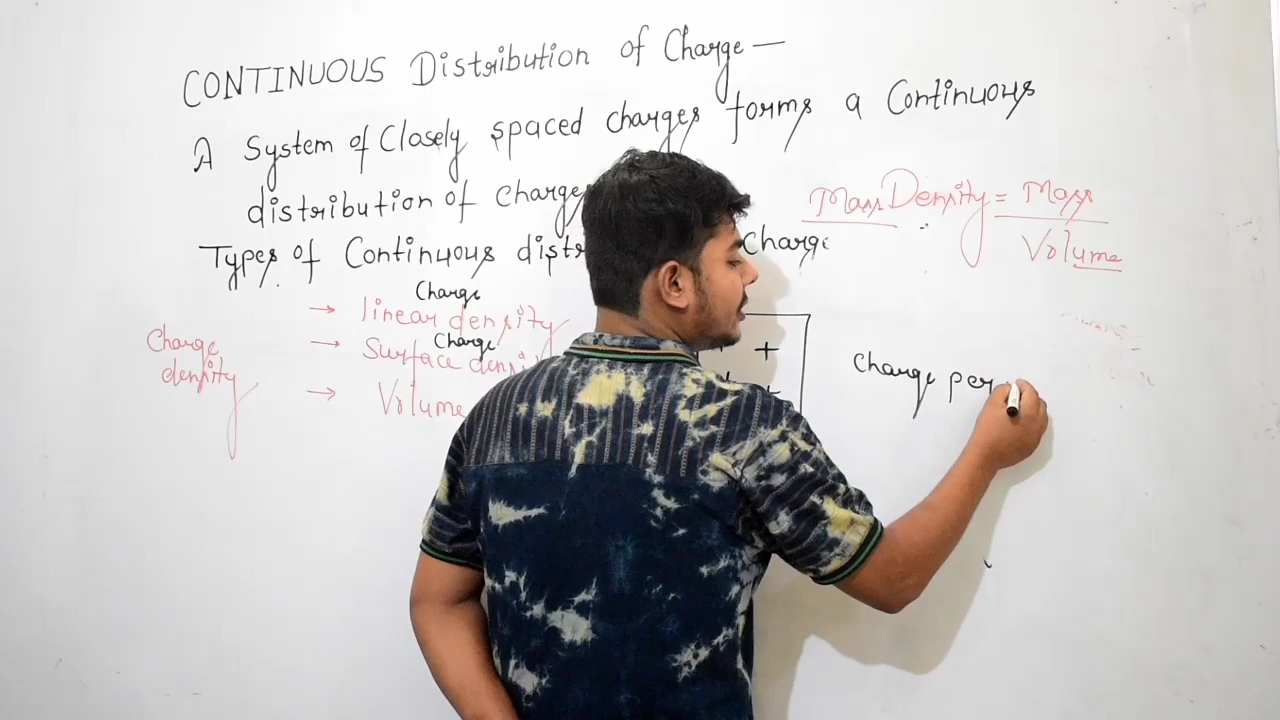 CONTINUOUS Distribution of Charge —
A System of Closely spaced charges forms a Continuous
distribution of Charge
Mass Density = Mass
Volume
Types of Continuous distr Charge
Charge
→ linear density
Charge
→ Surface density
Charge
density
→ Volume
+
+
Charge per